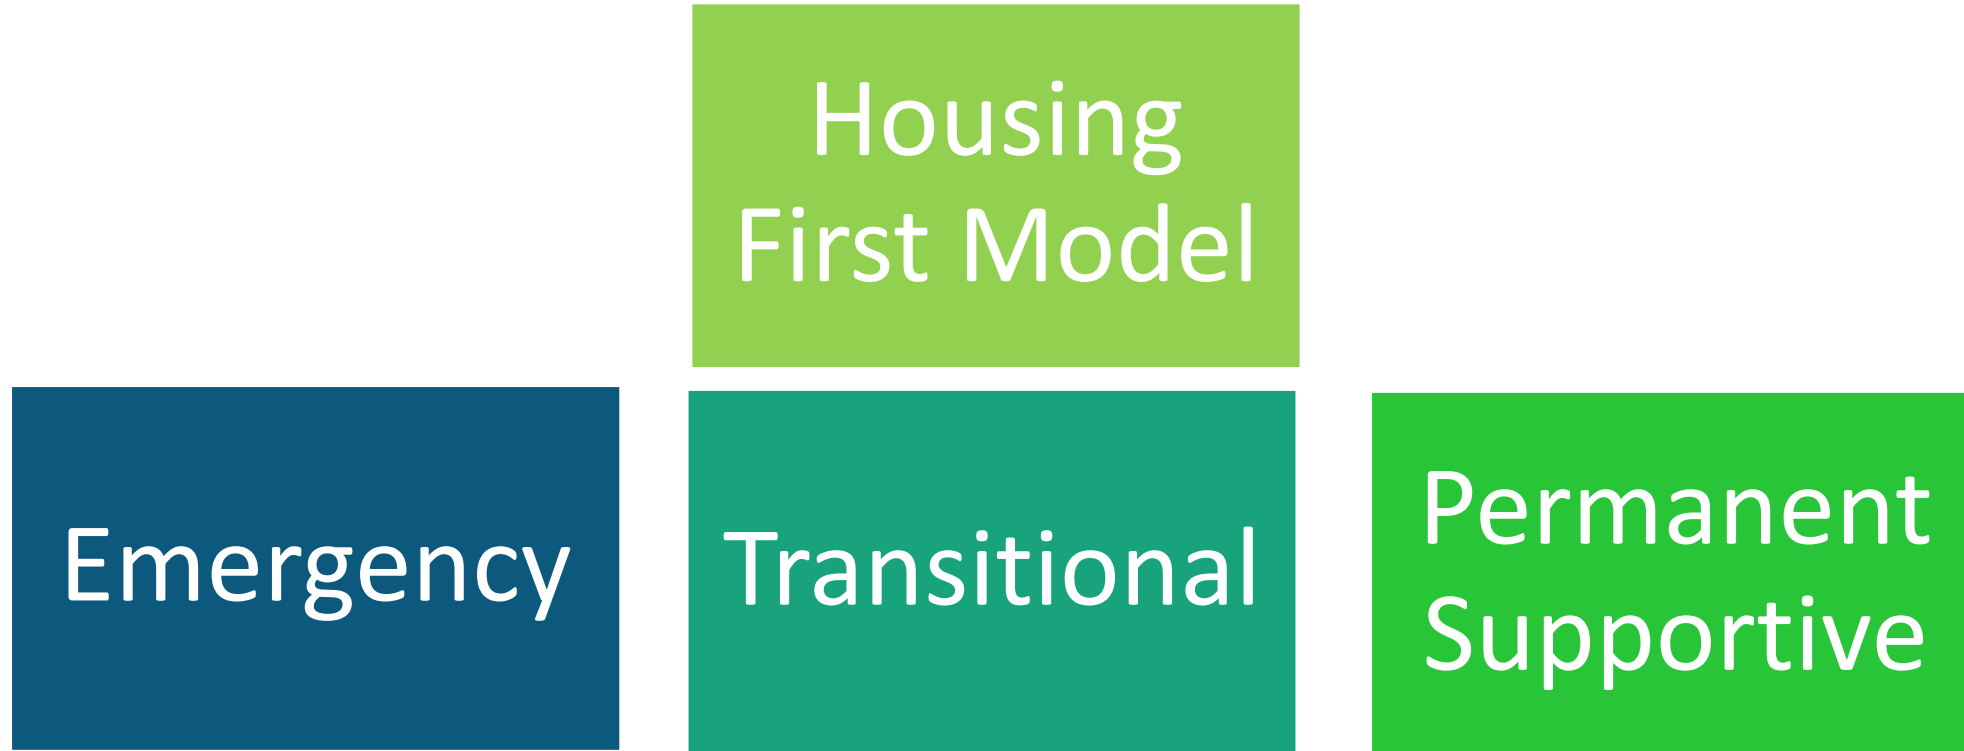 Housing
First Model
Emergency
Transitional
Permanent
Supportive